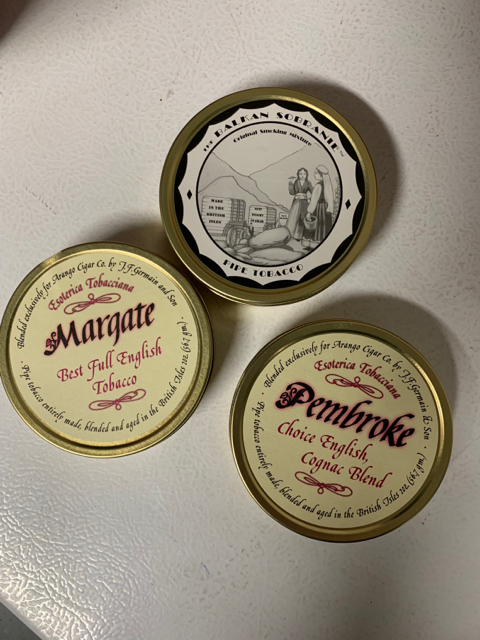 THE BALKAN SOBRANIE
Original Smoking Mixture
MADE
IN THE
BRITISH
ISLES
PIPE TOBACCO
Blended exclusively for Arango Cigar Co. by J.F. Germain and Son
Esoterica Tobacciana
Margate
Best Full English
Tobacco
Pipe tobacco entirely made, blended and aged in the British Isles 2oz (56.7 gm)
Blended exclusively for Arango Cigar Co. by J.F. Germain & Son
Esoterica Tobacciana
Pembroke
Choice English,
Cognac Blend
Pipe tobacco entirely made, blended and aged in the British Isles 2oz (56.7 gm)